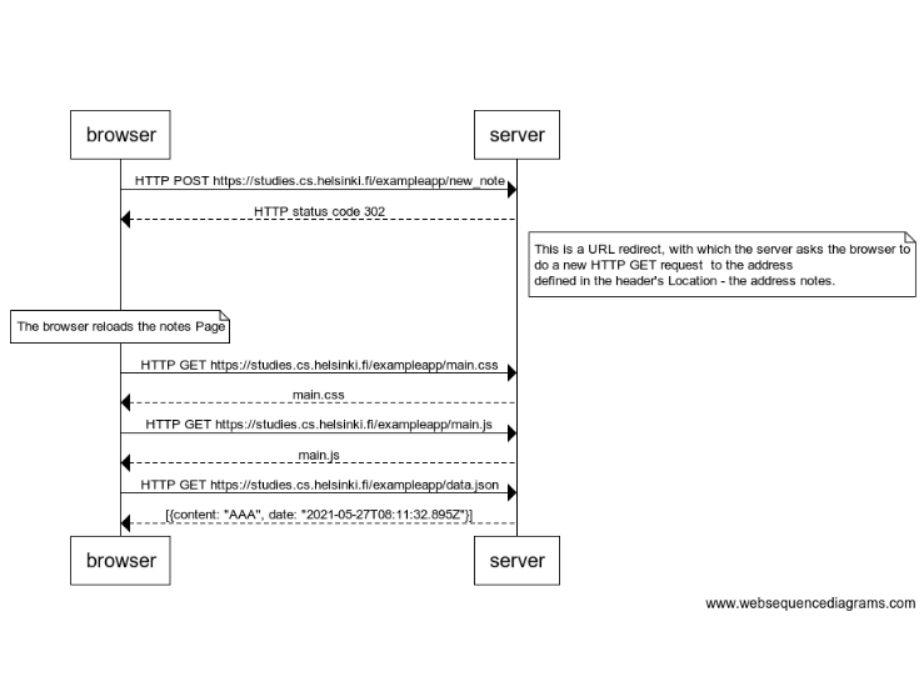 browser
server
HTTP POST https://studies.cs.helsinki.fi/exampleapp/new_note
HTTP status code 302
This is a URL redirect, with which the server asks the browser to
do a new HTTP GET request  to the address
defined in the header's Location - the address notes.
The browser reloads the notes Page
HTTP GET https://studies.cs.helsinki.fi/exampleapp/main.css
main.css
HTTP GET https://studies.cs.helsinki.fi/exampleapp/main.js
main.js
HTTP GET https://studies.cs.helsinki.fi/exampleapp/data.json
[{content: "AAA", date: "2021-05-27T08:11:32.895Z"}]
browser
server
www.websequencediagrams.com